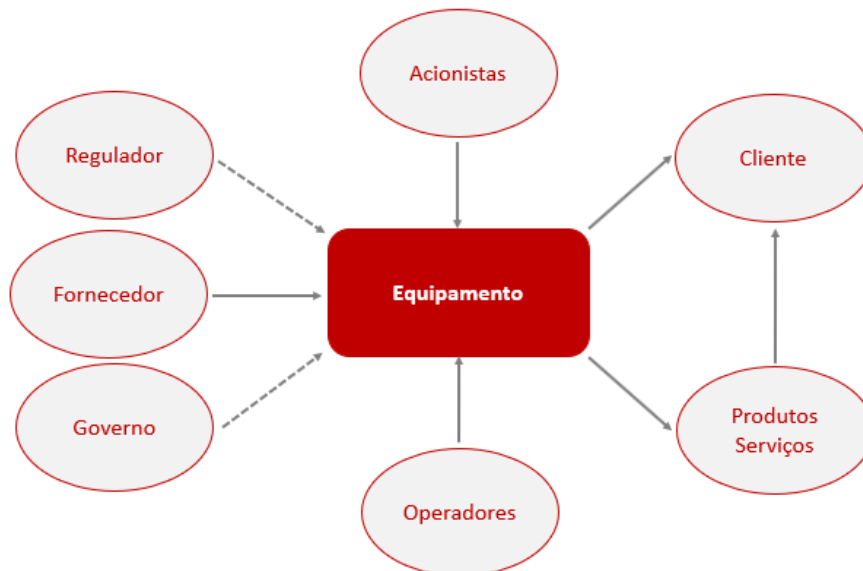 Acionistas
Regulador
Cliente
Fornecedor
Equipamento
Governo
Produtos
Serviços
Operadores